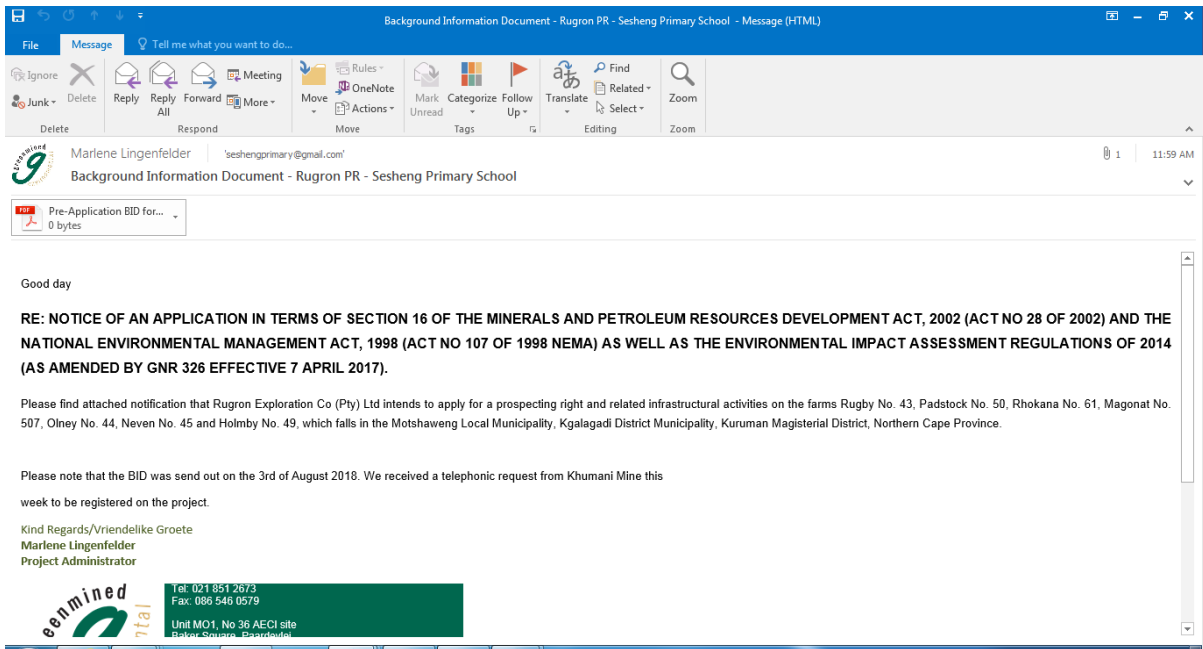 Background Information Document - Rugron PR - Sesheng Primary School - Message (HTML)
File Message Tell me what you want to do...
Ignore
Junk
Delete
Reply
Reply All
Forward
Meeting
More
Move
Rules
OneNote
Actions
Mark Unread
Categorize
Follow Up
Translate
Find
Related
Select
Zoom
Delete Respond Move Tags Editing Zoom
greenmined
Marlene Lingenfelder 'seshengprimary@gmail.com' 1 11:59 AM
Background Information Document - Rugron PR - Sesheng Primary School
PDF
Pre-Application BID for...
0 bytes
Good day
RE: NOTICE OF AN APPLICATION IN TERMS OF SECTION 16 OF THE MINERALS AND PETROLEUM RESOURCES DEVELOPMENT ACT, 2002 (ACT NO 28 OF 2002) AND THE
NATIONAL ENVIRONMENTAL MANAGEMENT ACT, 1998 (ACT NO 107 OF 1998 NEMA) AS WELL AS THE ENVIRONMENTAL IMPACT ASSESSMENT REGULATIONS OF 2014
(AS AMENDED BY GNR 326 EFFECTIVE 7 APRIL 2017).
Please find attached notification that Rugron Exploration Co (Pty) Ltd intends to apply for a prospecting right and related infrastructural activities on the farms Rugby No. 43, Padstock No. 50, Rhokana No. 61, Magonat No.
507, Olney No. 44, Neven No. 45 and Holmby No. 49, which falls in the Motshaweng Local Municipality, Kgalagadi District Municipality, Kuruman Magisterial District, Northern Cape Province.
Please note that the BID was send out on the 3rd of August 2018. We received a telephonic request from Khumani Mine this
week to be registered on the project.
Kind Regards/Vriendelike Groete
Marlene Lingenfelder
Project Administrator
Tel: 021 851 2673
Fax: 086 546 0579
Unit MO1, No 36 AECI site
Baker Square, Paardevlei